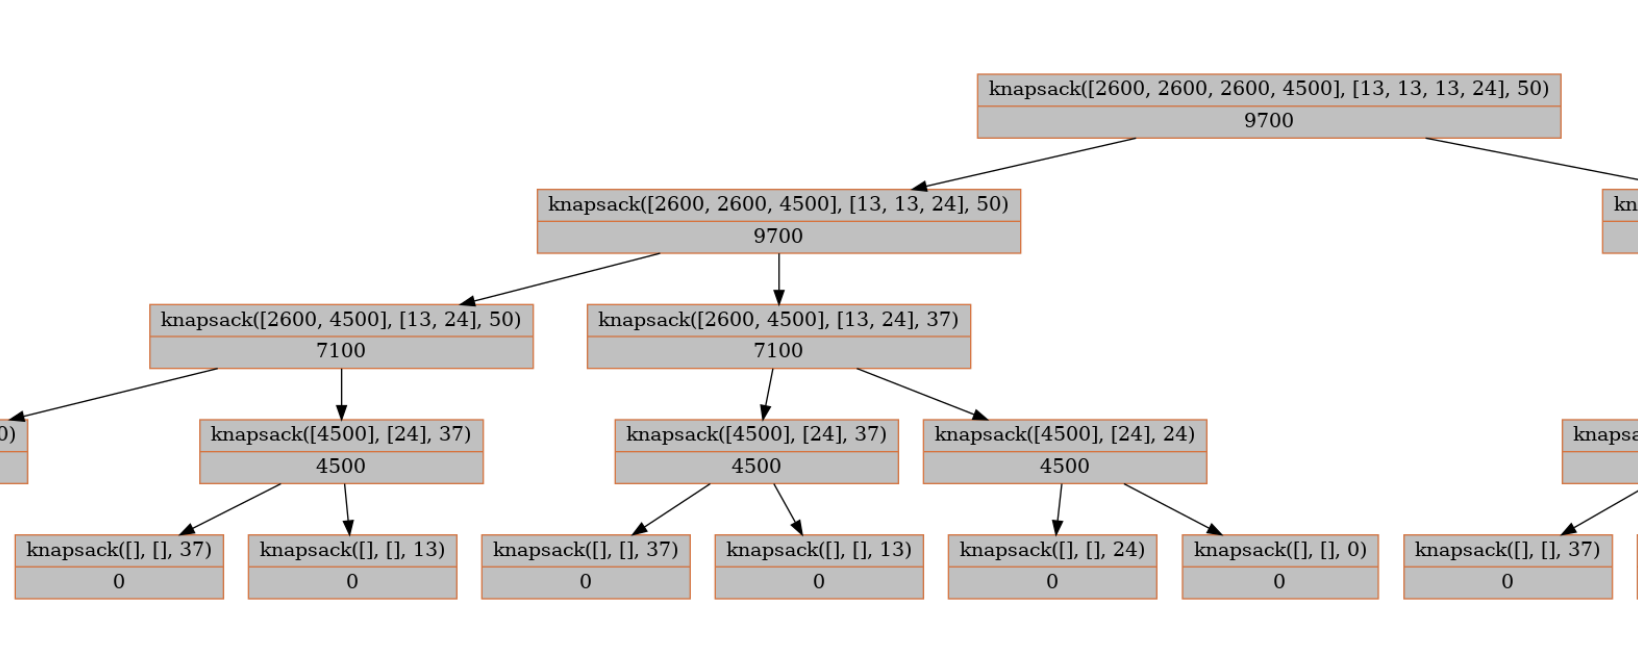 knapsack([2600, 2600, 2600, 4500], [13, 13, 13, 24], 50)
9700
knapsack([2600, 2600, 4500], [13, 13, 24], 50)
9700
kn
knapsack([2600, 4500], [13, 24], 50)
7100
knapsack([2600, 4500], [13, 24], 37)
7100
0)
knapsack([4500], [24], 37)
4500
knapsack([4500], [24], 37)
4500
knapsack([4500], [24], 24)
4500
knapsa
knapsack([], [], 37)
0
knapsack([], [], 13)
0
knapsack([], [], 37)
0
knapsack([], [], 13)
0
knapsack([], [], 24)
0
knapsack([], [], 0)
0
knapsack([], [], 37)
0